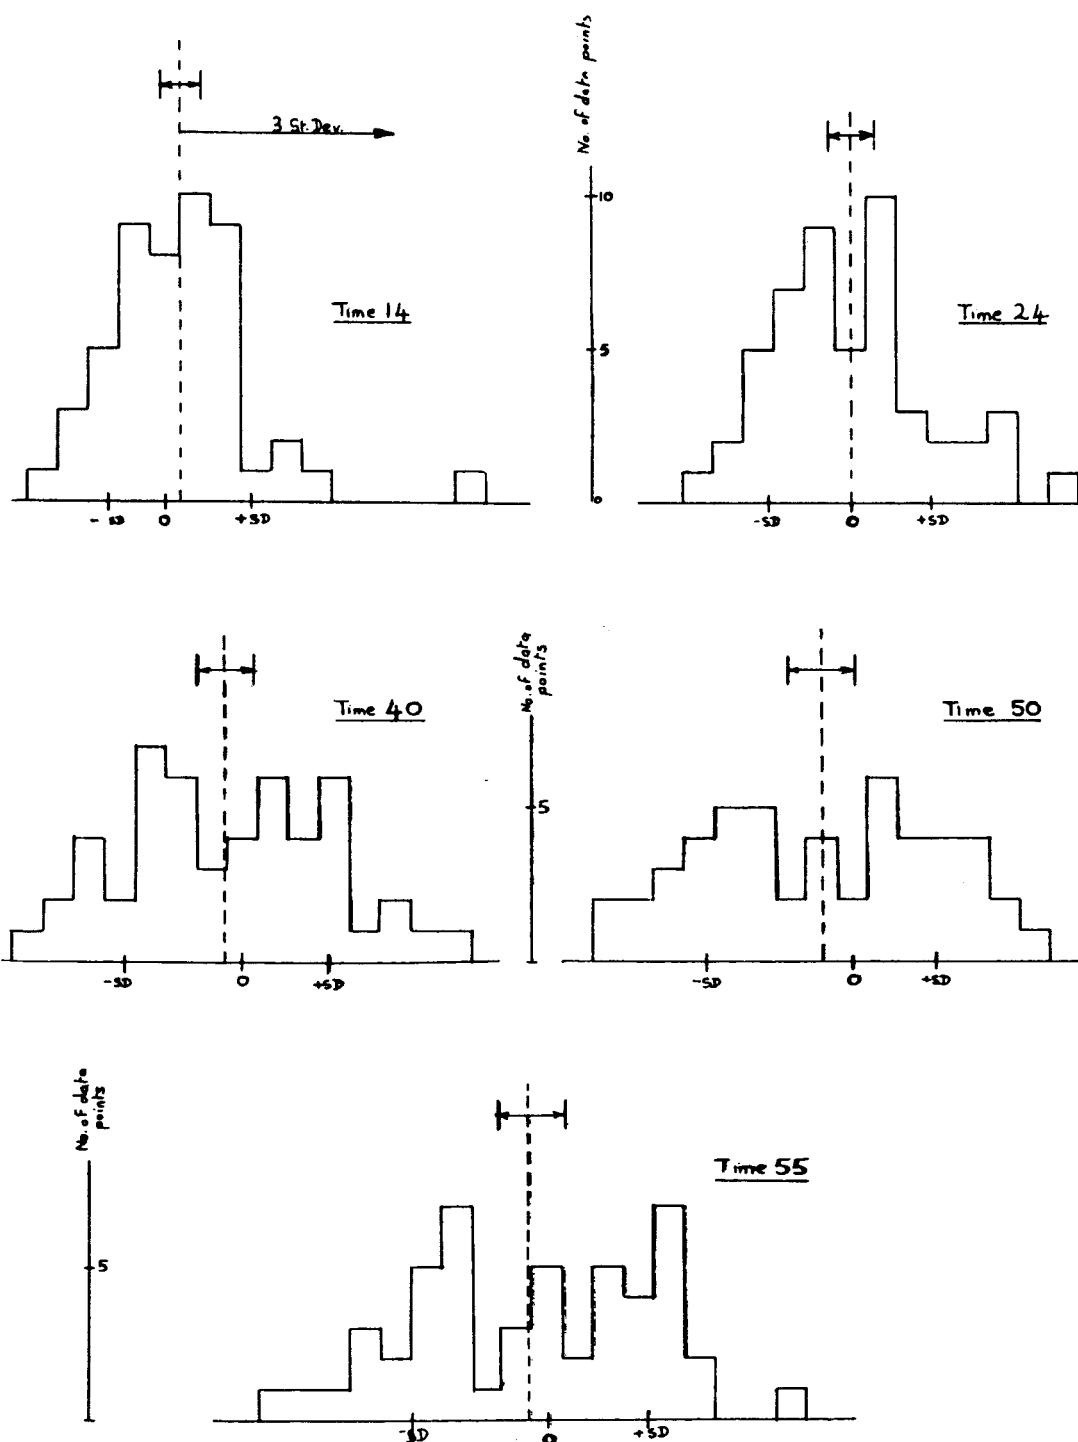 3 St. Dev.
Time 14
- SD 0 +SD
No. of data points
10
5
0
Time 24
-SD 0 +SD
Time 40
-SD 0 +SD
No. of data
points
5
Time 50
-SD 0 +SD
No. of data
points
5
Time 55
-SD 0 +SD